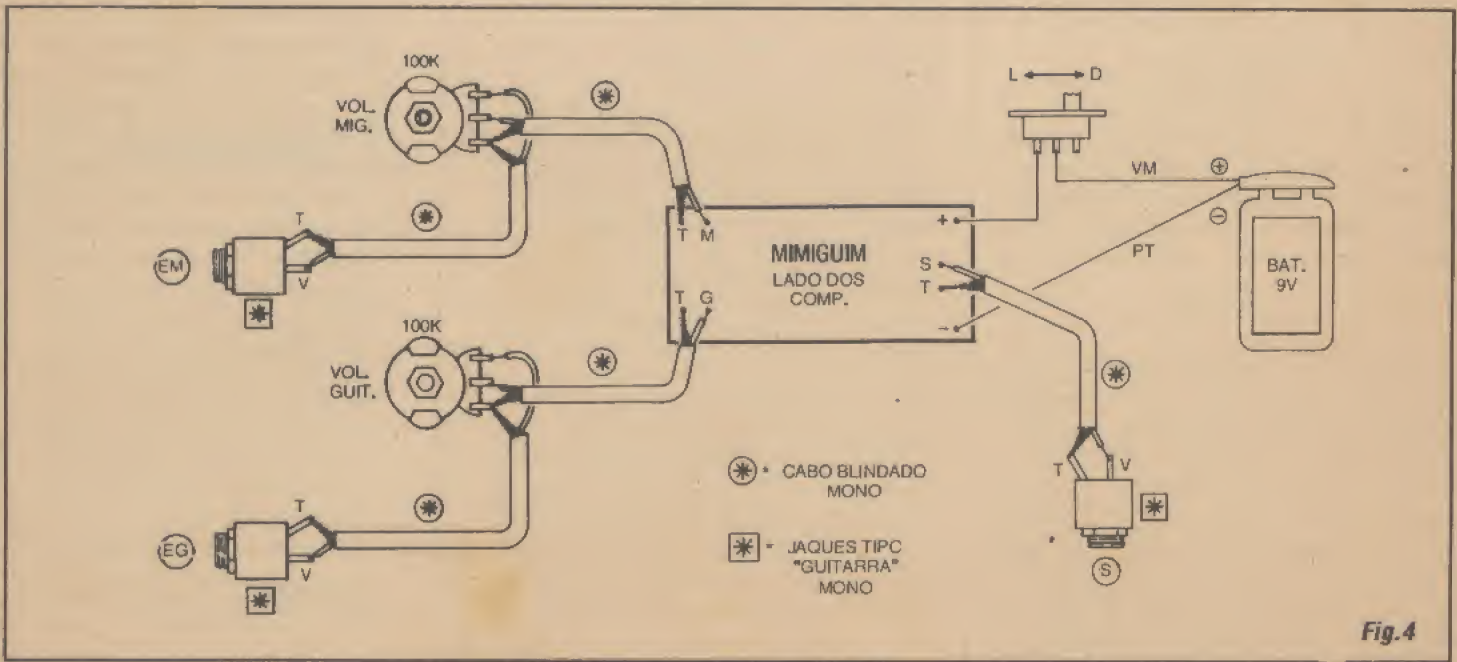 100K
VOL.
MIG.
T
EM
V
100K
VOL.
GUIT.
T
EG
V
T M
MIMIGUIM
LADO DOS
COMP.
T G
+
S
T
-
L D
VM
+
-
PT
BAT.
9V
T V
S
* CABO BLINDADO
MONO
* JAQUES TIPC
"GUITARRA"
MONO
Fig.4